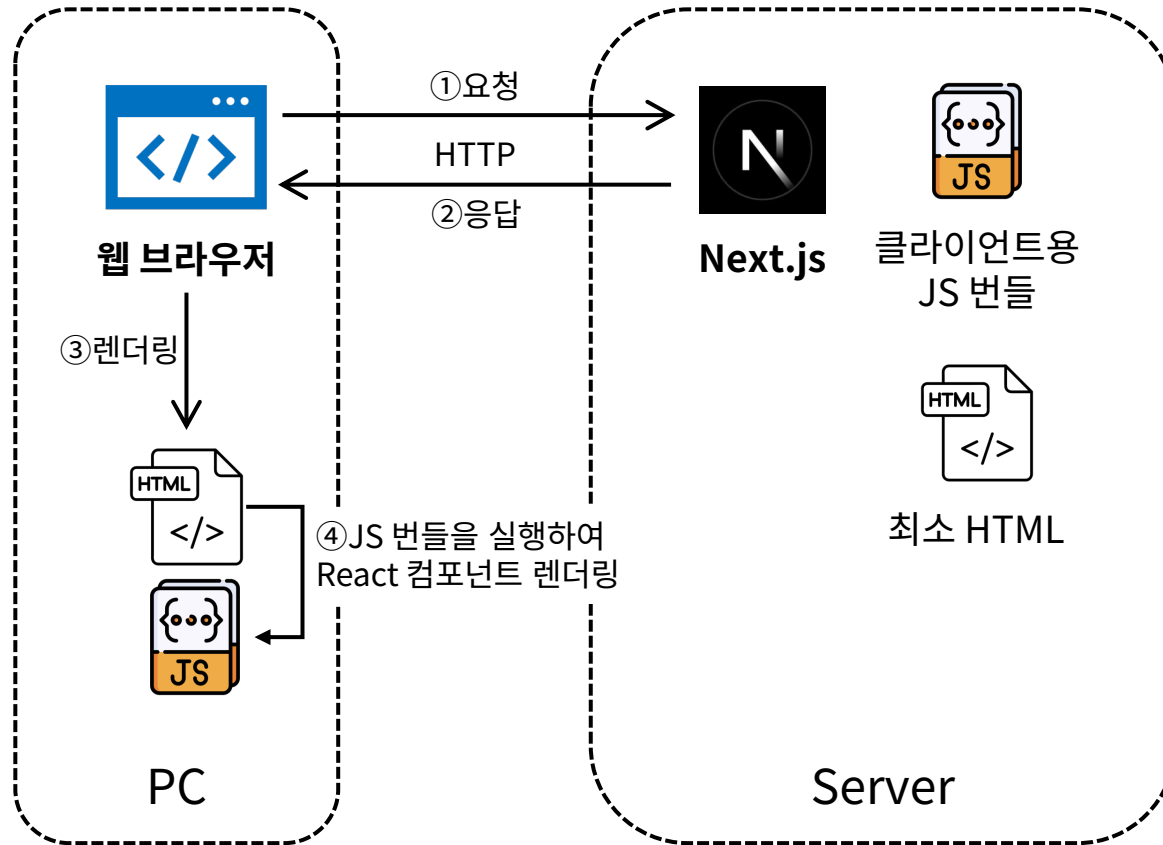 ①요청
HTTP
②응답
</>
웹 브라우저
N
Next.js
{...}
JS
클라이언트용
JS 번들
③렌더링
HTML
</>
최소 HTML
HTML
</>
④JS 번들을 실행하여
React 컴포넌트 렌더링
{...}
JS
PC
Server